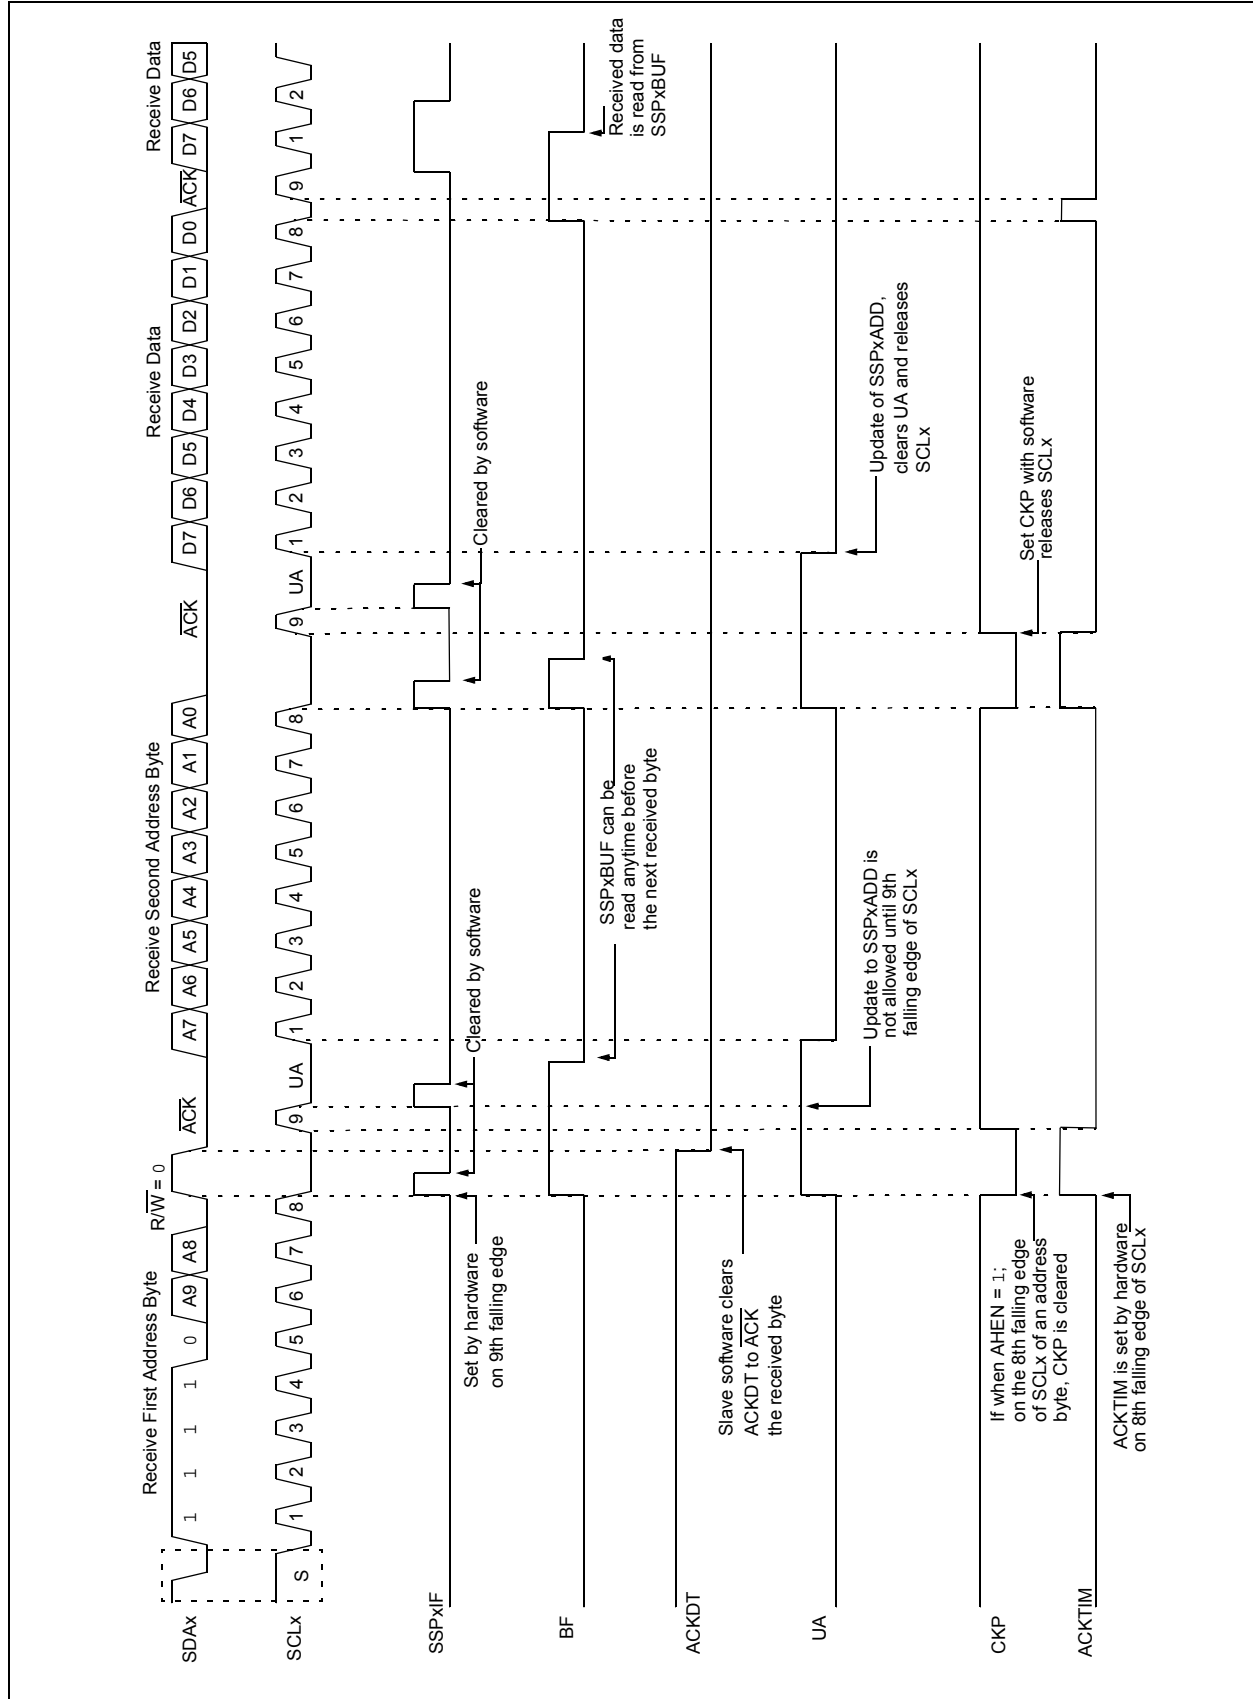 Receive First Address Byte
R/W̅ = 0
Receive Second Address Byte
Receive Data
Receive Data
SDAx 1 1 1 1 0 A9 A8 A̅C̅K̅ A7 A6 A5 A4 A3 A2 A1 A0 A̅C̅K̅ D7 D6 D5 D4 D3 D2 D1 D0 A̅C̅K̅ D7 D6 D5
SCLx S 1 2 3 4 5 6 7 8 9 UA 1 2 3 4 5 6 7 8 9 UA 1 2 3 4 5 6 7 8 9 1 2
SSPxIF
Set by hardware
on 9th falling edge
Cleared by software
Cleared by software
BF
SSPxBUF can be
read anytime before
the next received byte
Received data
is read from
SSPxBUF
ACKDT
Slave software clears
ACKDT to A̅C̅K̅
the received byte
UA
Update to SSPxADD is
not allowed until 9th
falling edge of SCLx
Update of SSPxADD,
clears UA and releases
SCLx
CKP
If when AHEN = 1;
on the 8th falling edge
of SCLx of an address
byte, CKP is cleared
Set CKP with software
releases SCLx
ACKTIM
ACKTIM is set by hardware
on 8th falling edge of SCLx